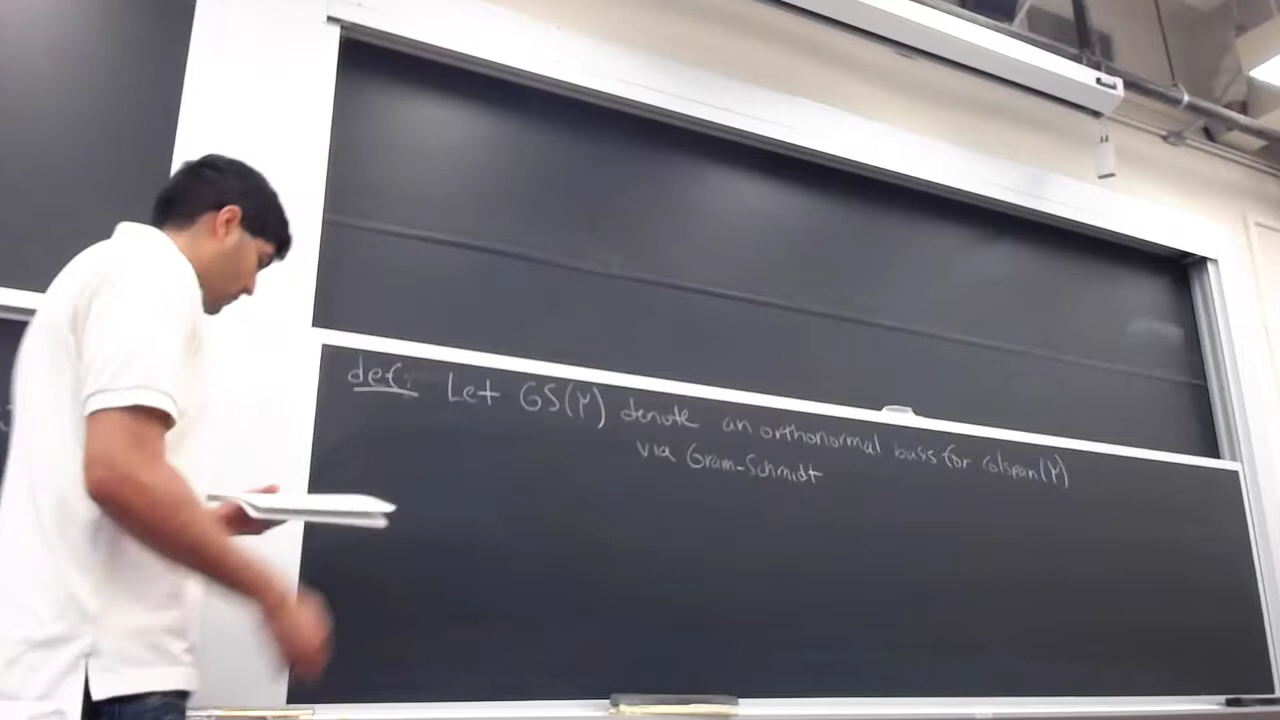 def: Let GS(Y) denote an orthonormal basis for colspan(Y)
via Gram-Schmidt